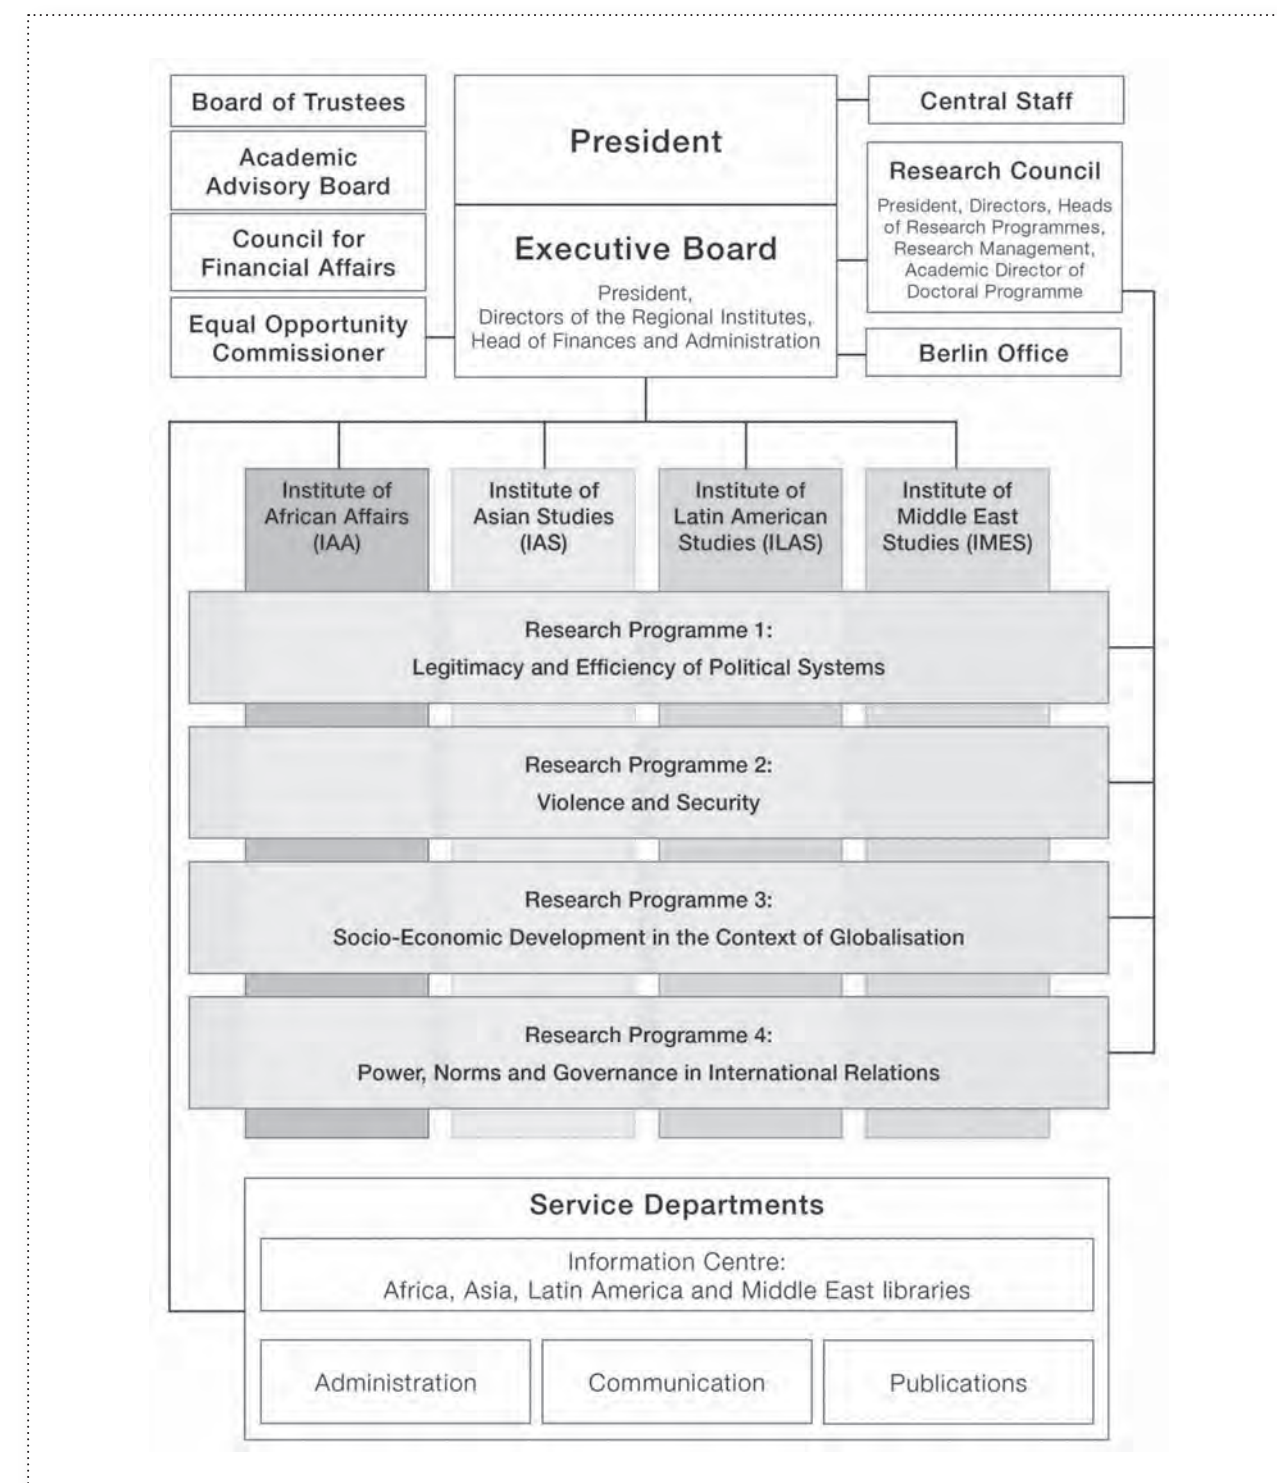 Board of Trustees
Academic
Advisory Board
Council for
Financial Affairs
Equal Opportunity
Commissioner
President
Executive Board
President,
Directors of the Regional Institutes,
Head of Finances and Administration
Central Staff
Research Council
President, Directors, Heads
of Research Programmes,
Research Management,
Academic Director of
Doctoral Programme
Berlin Office
Institute of
African Affairs
(IAA)
Institute of
Asian Studies
(IAS)
Institute of
Latin American
Studies (ILAS)
Institute of
Middle East
Studies (IMES)
Research Programme 1:
Legitimacy and Efficiency of Political Systems
Research Programme 2:
Violence and Security
Research Programme 3:
Socio-Economic Development in the Context of Globalisation
Research Programme 4:
Power, Norms and Governance in International Relations
Service Departments
Information Centre:
Africa, Asia, Latin America and Middle East libraries
Administration
Communication
Publications